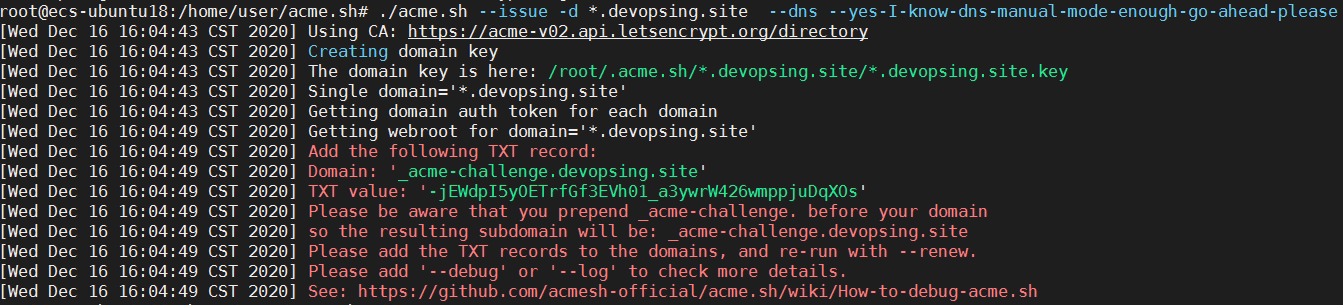 root@ecs-ubuntu18:/home/user/acme.sh# ./acme.sh --issue -d *.devopsing.site  --dns --yes-I-know-dns-manual-mode-enough-go-ahead-please
[Wed Dec 16 16:04:43 CST 2020] Using CA: https://acme-v02.api.letsencrypt.org/directory
[Wed Dec 16 16:04:43 CST 2020] Creating domain key
[Wed Dec 16 16:04:43 CST 2020] The domain key is here: /root/.acme.sh/*.devopsing.site/*.devopsing.site.key
[Wed Dec 16 16:04:43 CST 2020] Single domain='*.devopsing.site'
[Wed Dec 16 16:04:43 CST 2020] Getting domain auth token for each domain
[Wed Dec 16 16:04:49 CST 2020] Getting webroot for domain='*.devopsing.site'
[Wed Dec 16 16:04:49 CST 2020] Add the following TXT record:
[Wed Dec 16 16:04:49 CST 2020] Domain: '_acme-challenge.devopsing.site'
[Wed Dec 16 16:04:49 CST 2020] TXT value: '-jEWdpI5yOETrfGf3EVh01_a3ywrW426wmppjuDqXOs'
[Wed Dec 16 16:04:49 CST 2020] Please be aware that you prepend _acme-challenge. before your domain
[Wed Dec 16 16:04:49 CST 2020] so the resulting subdomain will be: _acme-challenge.devopsing.site
[Wed Dec 16 16:04:49 CST 2020] Please add the TXT records to the domains, and re-run with --renew.
[Wed Dec 16 16:04:49 CST 2020] Please add '--debug' or '--log' to check more details.
[Wed Dec 16 16:04:49 CST 2020] See: https://github.com/acmesh-official/acme.sh/wiki/How-to-debug-acme.sh